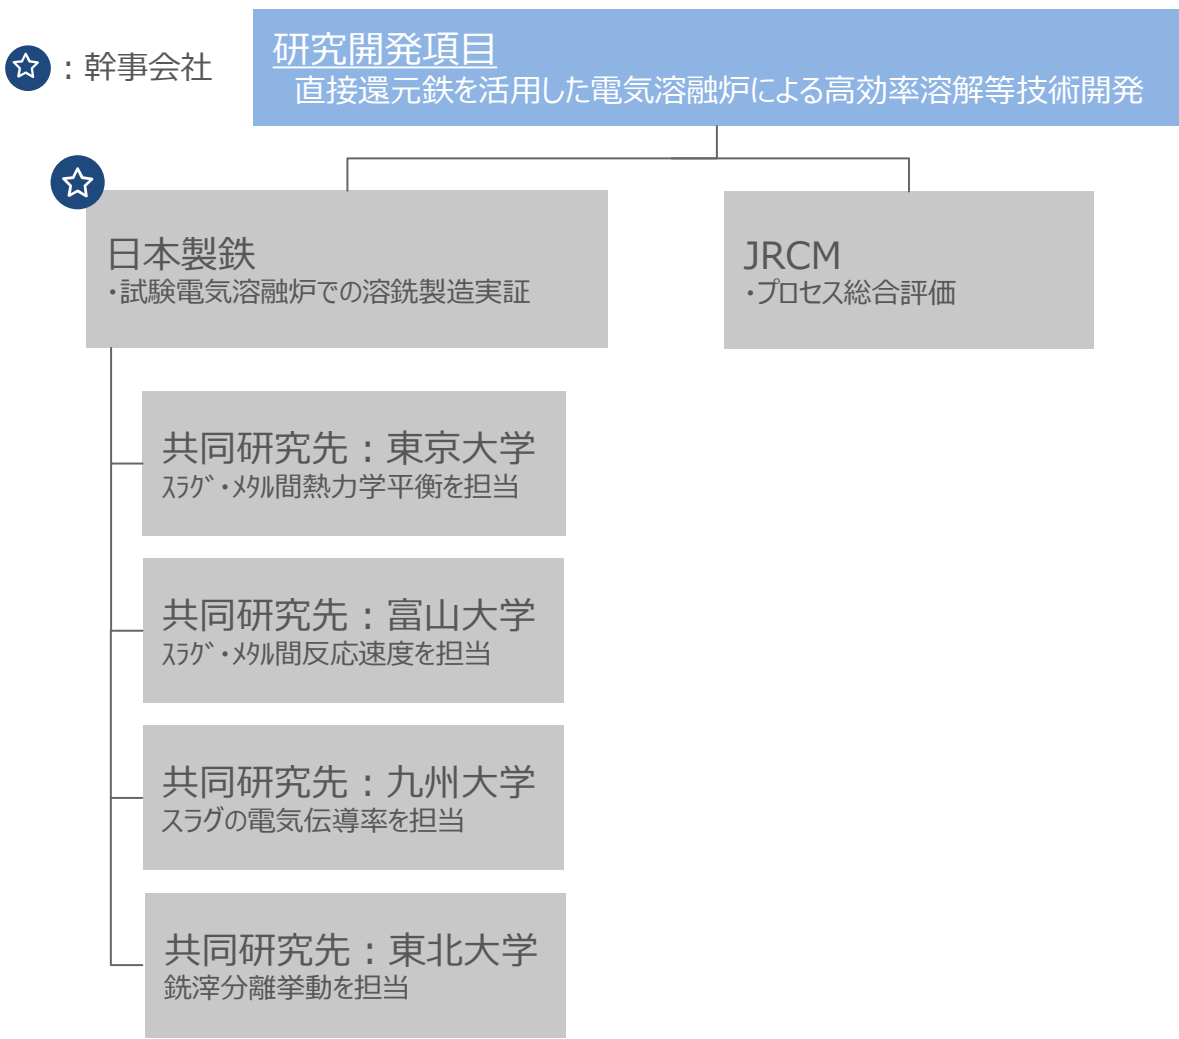 ：幹事会社
研究開発項目
直接還元鉄を活用した電気溶融炉による高効率溶解等技術開発
日本製鉄
・試験電気溶融炉での溶銑製造実証
JRCM
・プロセス総合評価
共同研究先：東京大学
ｽﾗｸﾞ・ﾒﾀﾙ間熱力学平衡を担当
共同研究先：富山大学
ｽﾗｸﾞ・ﾒﾀﾙ間反応速度を担当
共同研究先：九州大学
スラグの電気伝導率を担当
共同研究先：東北大学
銑滓分離挙動を担当